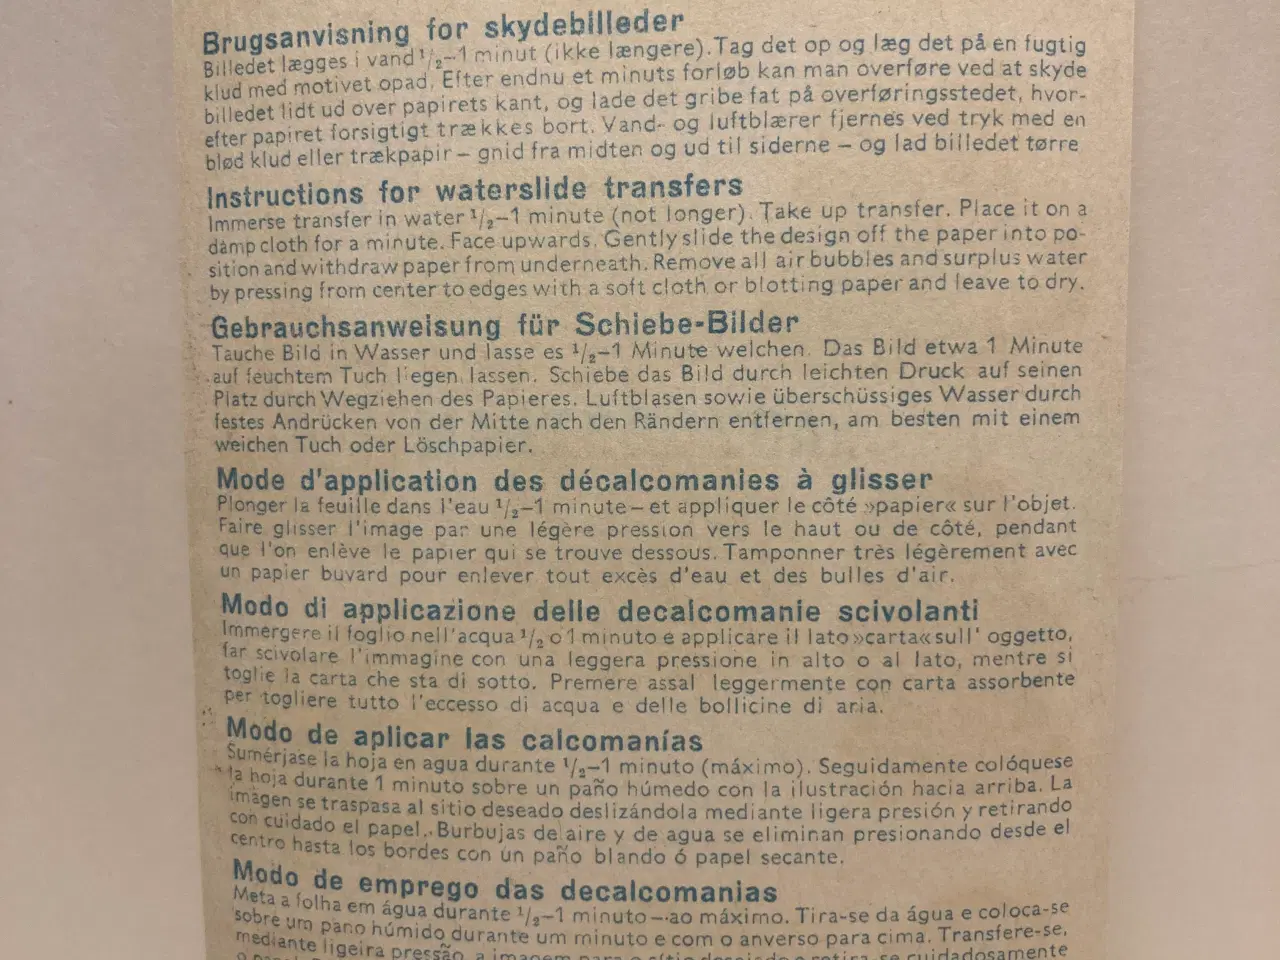 Brugsanvisning for skydebilleder
Billedet lægges i vand ½–1 minut (ikke længere). Tag det op og læg det på en fugtig
klud med motivet opad. Efter endnu et minuts forløb kan man overføre ved at skyde
billedet lidt ud over papirets kant, og lade det gribe fat på overføringsstedet, hvor-
efter papiret forsigtigt trækkes bort. Vand- og luftblærer fjernes ved tryk med en
blød klud eller trækpapir – gnid fra midten og ud til siderne – og lad billedet tørre
Instructions for waterslide transfers
Immerse transfer in water ½–1 minute (not longer). Take up transfer. Place it on a
damp cloth for a minute. Face upwards. Gently slide the design off the paper into po-
sition and withdraw paper from underneath. Remove all air bubbles and surplus water
by pressing from center to edges with a soft cloth or blotting paper and leave to dry.
Gebrauchsanweisung für Schiebe-Bilder
Tauche Bild in Wasser und lasse es ½–1 Minute welchen. Das Bild etwa 1 Minute
auf feuchtem Tuch liegen lassen. Schiebe das Bild durch leichten Druck auf seinen
Platz durch Wegziehen des Papieres. Luftblasen sowie überschüssiges Wasser durch
festes Andrücken von der Mitte nach den Rändern entfernen, am besten mit einem
weichen Tuch oder Löschpapier.
Mode d'application des décalcomanies à glisser
Plonger la feuille dans l'eau ½–1 minute – et appliquer le côté »papier« sur l'objet.
Faire glisser l'image par une légère pression vers le haut ou de côté, pendant
que l'on enlève le papier qui se trouve dessous. Tamponner très légèrement avec
un papier buvard pour enlever tout excès d'eau et des bulles d'air.
Modo di applicazione delle decalcomanie scivolanti
Immergere il foglio nell'acqua ½ o 1 minuto e applicare il lato »carta« sull' oggetto,
far scivolare l'immagine con una leggera pressione in alto o al lato, mentre si
toglie la carta che sta di sotto. Premere assal leggermente con carta assorbente
per togliere tutto l'eccesso di acqua e delle bollicine di aria.
Modo de aplicar las calcomanías
Sumérjase la hoja en agua durante ½–1 minuto (máximo). Seguidamente colóquese
la hoja durante 1 minuto sobre un paño húmedo con la ilustración hacia arriba. La
imagen se traspasa al sitio deseado deslizándola mediante ligera presión y retirando
con cuidado el papel. Burbujas de aire y de agua se eliminan presionando desde el
centro hasta los bordes con un paño blando ó papel secante.
Modo de emprego das decalcomanias
Meta a folha em água durante ½–1 minuto – ao máximo. Tira-se da água e coloca-se
sobre um pano húmido durante um minuto e com o anverso para cima. Transfere-se,
mediante ligeira pressão a imagem para o sítio desejado e retira-se cuidadosamente